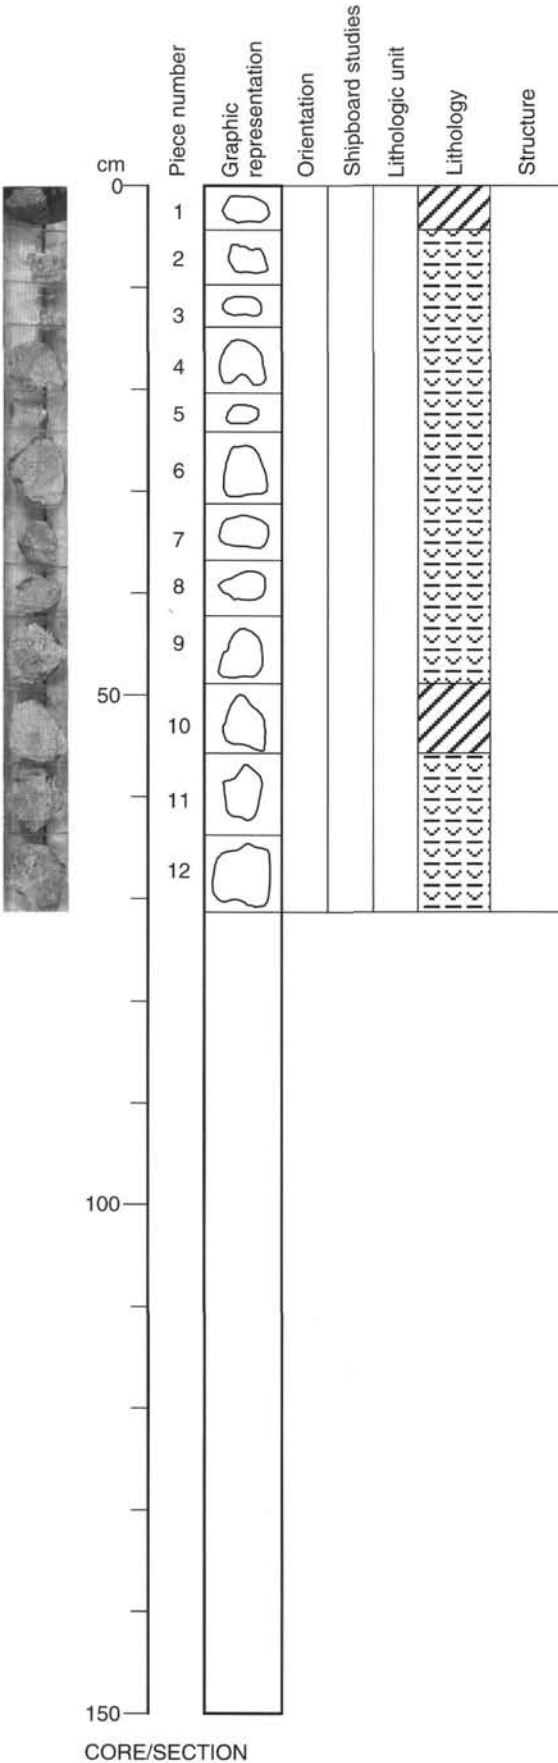 cm
Piece number
Graphic
representation
Orientation
Shipboard studies
Lithologic unit
Lithology
Structure
0
1
2
3
4
5
6
7
8
9
50
10
11
12
100
150
CORE/SECTION